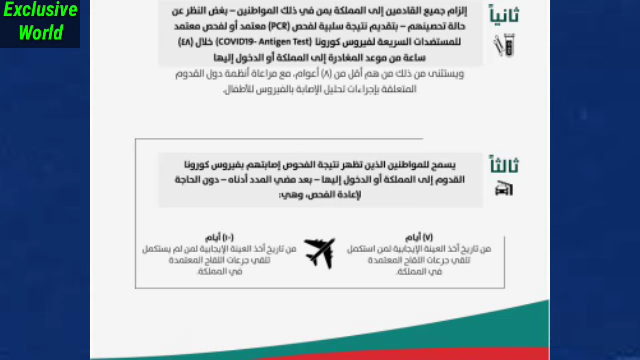 Exclusive
World
ثانياً
إلزام جميع القادمين إلى المملكة بمن في ذلك المواطنين – بغض النظر عن
حالة تحصينهم – بتقديم نتيجة سلبية لفحص (PCR) معتمد أو لفحص معتمد
للمستضدات السريعة لفيروس كورونا (COVID19- Antigen Test) خلال (٤٨)
ساعة من موعد المغادرة إلى المملكة أو الدخول إليها
ويستثنى من ذلك من هم أقل من (٨) أعوام، مع مراعاة أنظمة دول القدوم
المتعلقة بإجراءات تحليل الإصابة بالفيروس للأطفال.
ثالثاً
يسمح للمواطنين الذين تظهر نتيجة الفحوص إصابتهم بفيروس كورونا
القدوم إلى المملكة أو الدخول إليها – بعد مضي المدد أدناه – دون الحاجة
لإعادة الفحص، وهي:
(٧) أيام
من تاريخ أخذ العينة الإيجابية لمن استكمل
تلقي جرعات اللقاح المعتمدة
في المملكة.
(١٠) أيام
من تاريخ أخذ العينة الإيجابية لمن لم يستكمل
تلقي جرعات اللقاح المعتمدة
في المملكة.